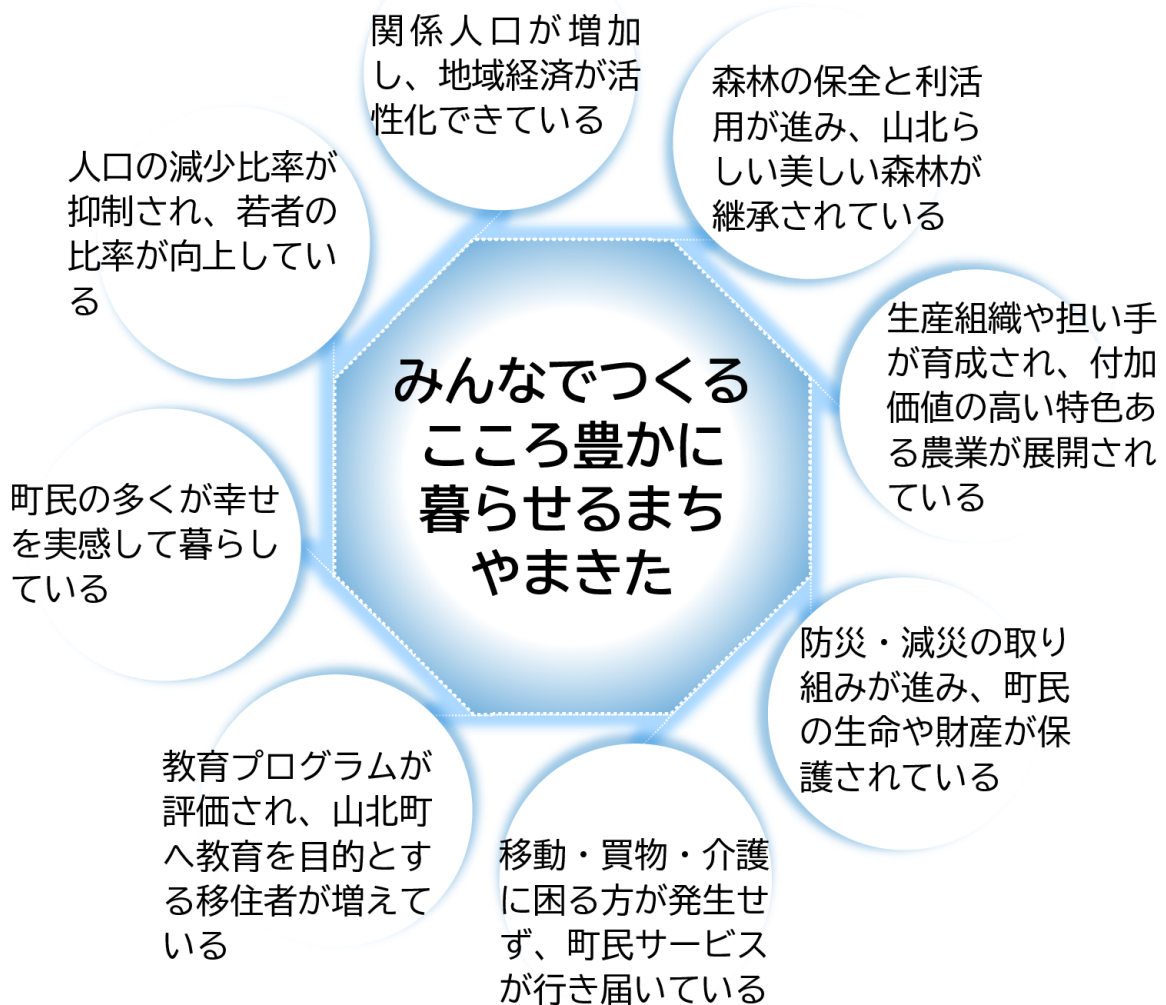 関係人口が増加
し、地域経済が活
性化できている
森林の保全と利活
用が進み、山北ら
しい美しい森林が
継承されている
人口の減少比率が
抑制され、若者の
比率が向上してい
る
生産組織や担い手
が育成され、付加
価値の高い特色あ
る農業が展開され
ている
みんなでつくる
こころ豊かに
暮らせるまち
やまきた
町民の多くが幸せ
を実感して暮らし
ている
防災・減災の取り
組みが進み、町民
の生命や財産が保
護されている
教育プログラムが
評価され、山北町
へ教育を目的とす
る移住者が増えて
いる
移動・買物・介護
に困る方が発生せ
ず、町民サービス
が行き届いている